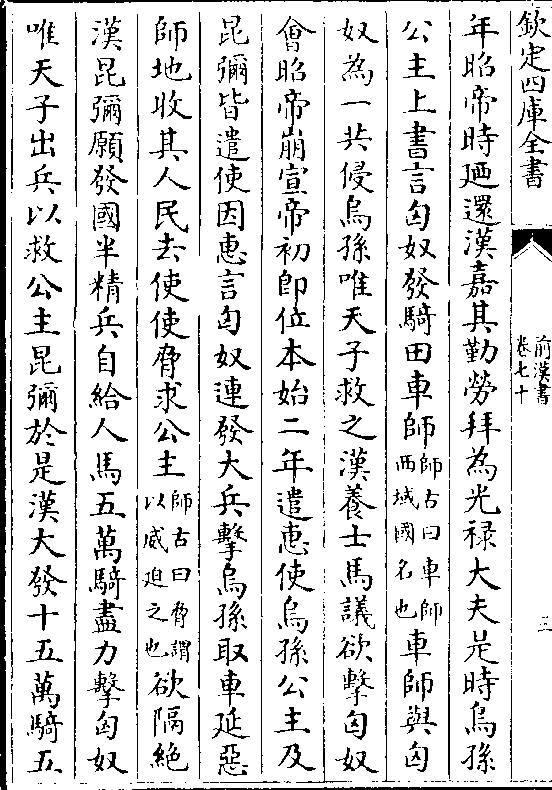 欽定四庫全書
前漢書
卷七十
三
年昭帝時廼還漢嘉其勤勞拜為光禄大夫是時烏孫
公主上書言匈奴發騎田車師師古曰車師西域國名也車師與匈
奴為一共侵烏孫唯天子救之漢養士馬議欲擊匈奴
會昭帝崩宣帝初即位本始二年遣惠使烏孫公主及
昆彌皆遣使因惠言匈奴連發大兵擊烏孫取車延惡
師地收其人民去使使脅求公主師古曰脅謂以威迫之也欲隔絶
漢昆彌願發國半精兵自給人馬五萬騎盡力擊匈奴
唯天子出兵以救公主昆彌於是漢大發十五萬騎五